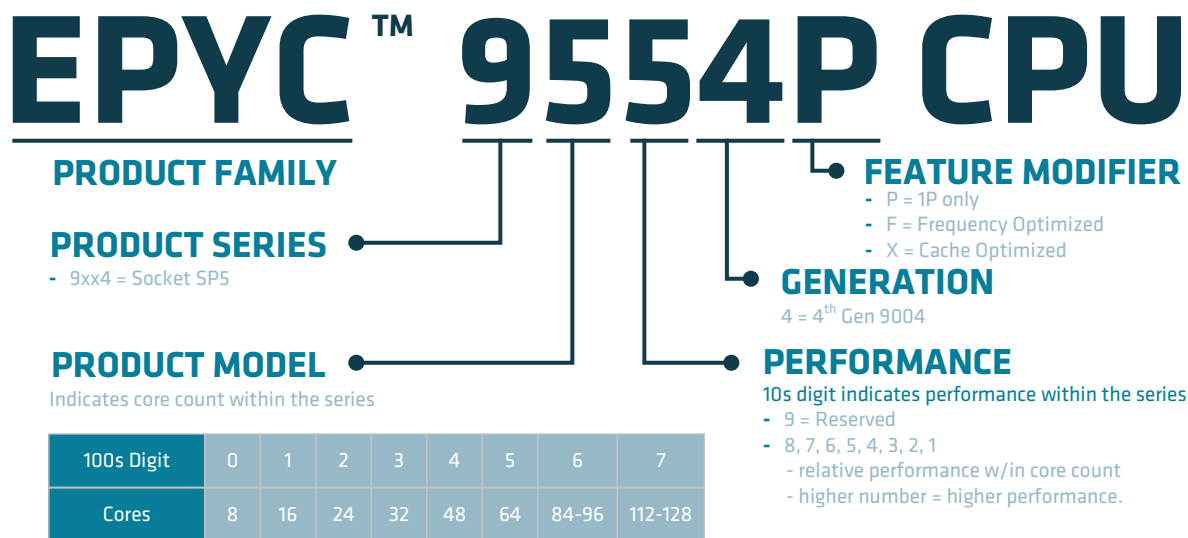 EPYC™ 9554P CPU
PRODUCT FAMILY
PRODUCT SERIES
- 9xx4 = Socket SP5
PRODUCT MODEL
Indicates core count within the series
100s Digit 0 1 2 3 4 5 6 7
Cores 8 16 24 32 48 64 84-96 112-128
FEATURE MODIFIER
- P = 1P only
- F = Frequency Optimized
- X = Cache Optimized
GENERATION
4 = 4th Gen 9004
PERFORMANCE
10s digit indicates performance within the series
- 9 = Reserved
- 8, 7, 6, 5, 4, 3, 2, 1
- relative performance w/in core count
- higher number = higher performance.